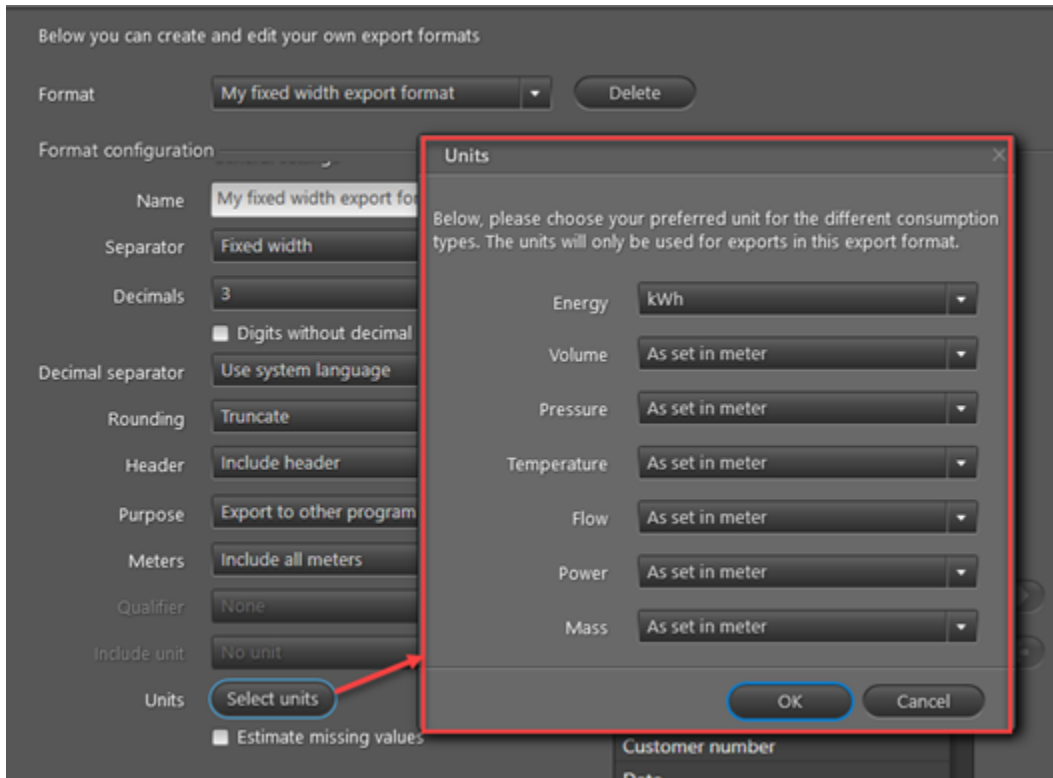 Below you can create and edit your own export formats
Format
My fixed width export format
Delete
Format configuration
Name
My fixed width export for
Separator
Fixed width
Decimals
3
Digits without decimal
Decimal separator
Use system language
Rounding
Truncate
Header
Include header
Purpose
Export to other program
Meters
Include all meters
Qualifier
None
Include unit
No unit
Units
Select units
Estimate missing values
Units
Below, please choose your preferred unit for the different consumption
types. The units will only be used for exports in this export format.
Energy
kWh
Volume
As set in meter
Pressure
As set in meter
Temperature
As set in meter
Flow
As set in meter
Power
As set in meter
Mass
As set in meter
OK
Cancel
Customer number